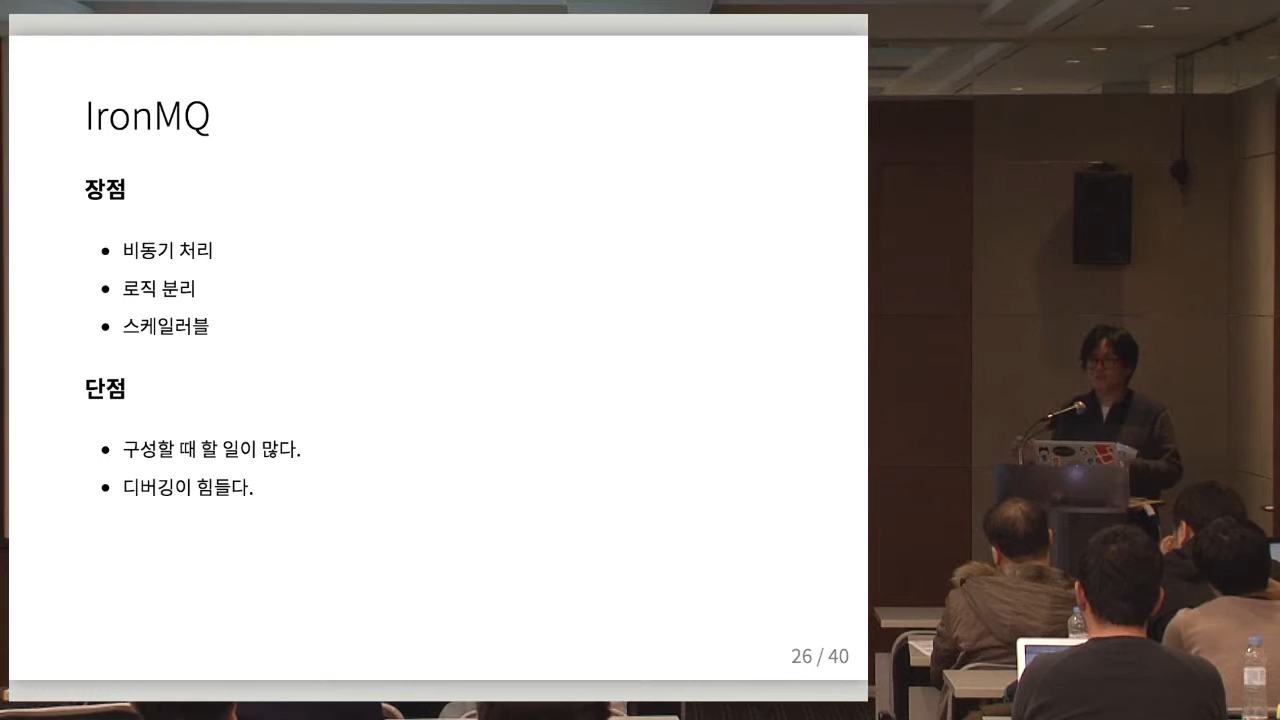 IronMQ
장점
비동기 처리
로직 분리
스케일러블
단점
구성할 때 할 일이 많다.
디버깅이 힘들다.
26 / 40